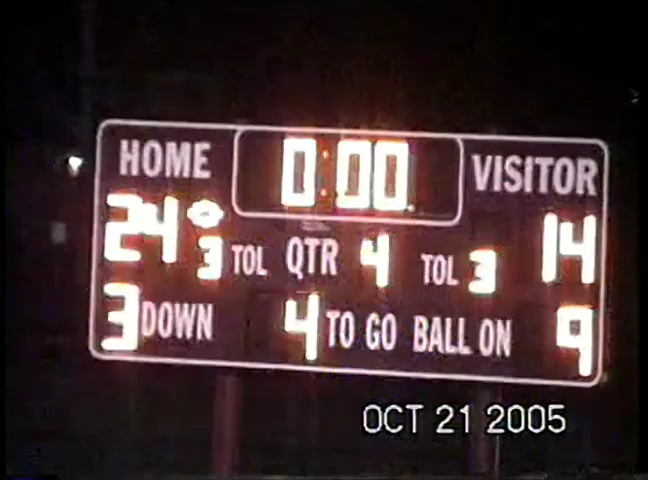 HOME 0:00 VISITOR
24 3 TOL QTR 4 TOL 3 14
3 DOWN 4 TO GO BALL ON 9
OCT 21 2005